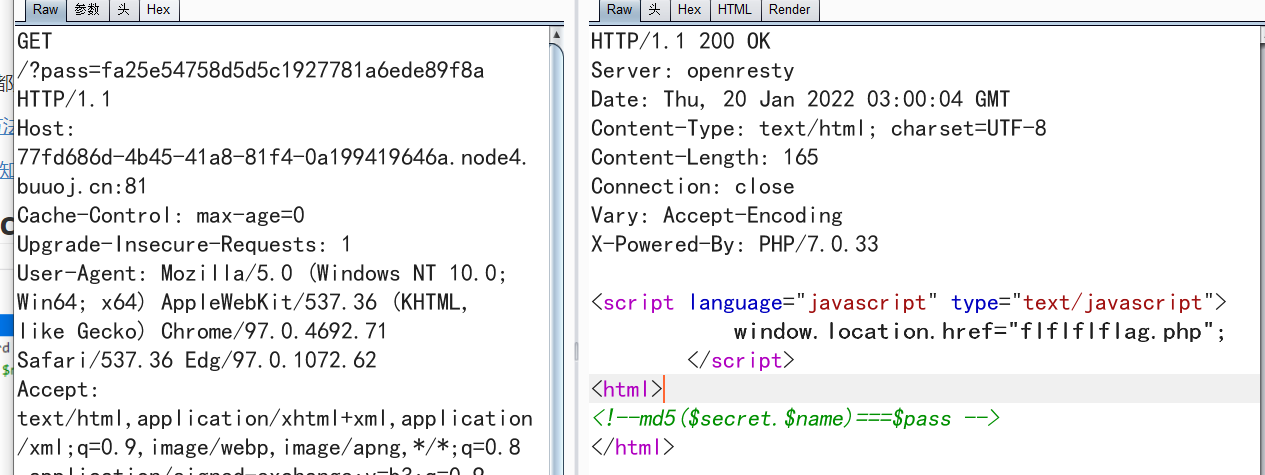 Raw 参数 头 Hex
GET
/?pass=fa25e54758d5d5c1927781a6ede89f8a
HTTP/1.1
Host:
77fd686d-4b45-41a8-81f4-0a199419646a.node4.
buuoj.cn:81
Cache-Control: max-age=0
Upgrade-Insecure-Requests: 1
User-Agent: Mozilla/5.0 (Windows NT 10.0;
Win64; x64) AppleWebKit/537.36 (KHTML,
like Gecko) Chrome/97.0.4692.71
Safari/537.36 Edg/97.0.1072.62
Accept:
text/html,application/xhtml+xml,application
/xml;q=0.9,image/webp,image/apng,*/*;q=0.8
Raw 头 Hex HTML Render
HTTP/1.1 200 OK
Server: openresty
Date: Thu, 20 Jan 2022 03:00:04 GMT
Content-Type: text/html; charset=UTF-8
Content-Length: 165
Connection: close
Vary: Accept-Encoding
X-Powered-By: PHP/7.0.33
<script language="javascript" type="text/javascript">
window.location.href="flflflflag.php";
</script>
<html>
<!--md5($secret.$name)===$pass -->
</html>